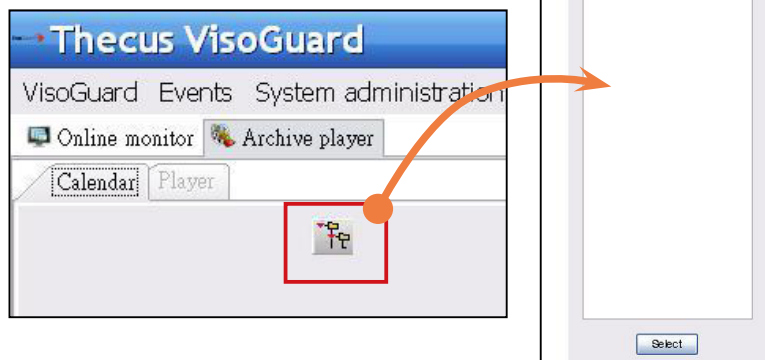 Thecus VisoGuard
VisoGuard Events System administration
Online monitor Archive player
Calendar Player
Select